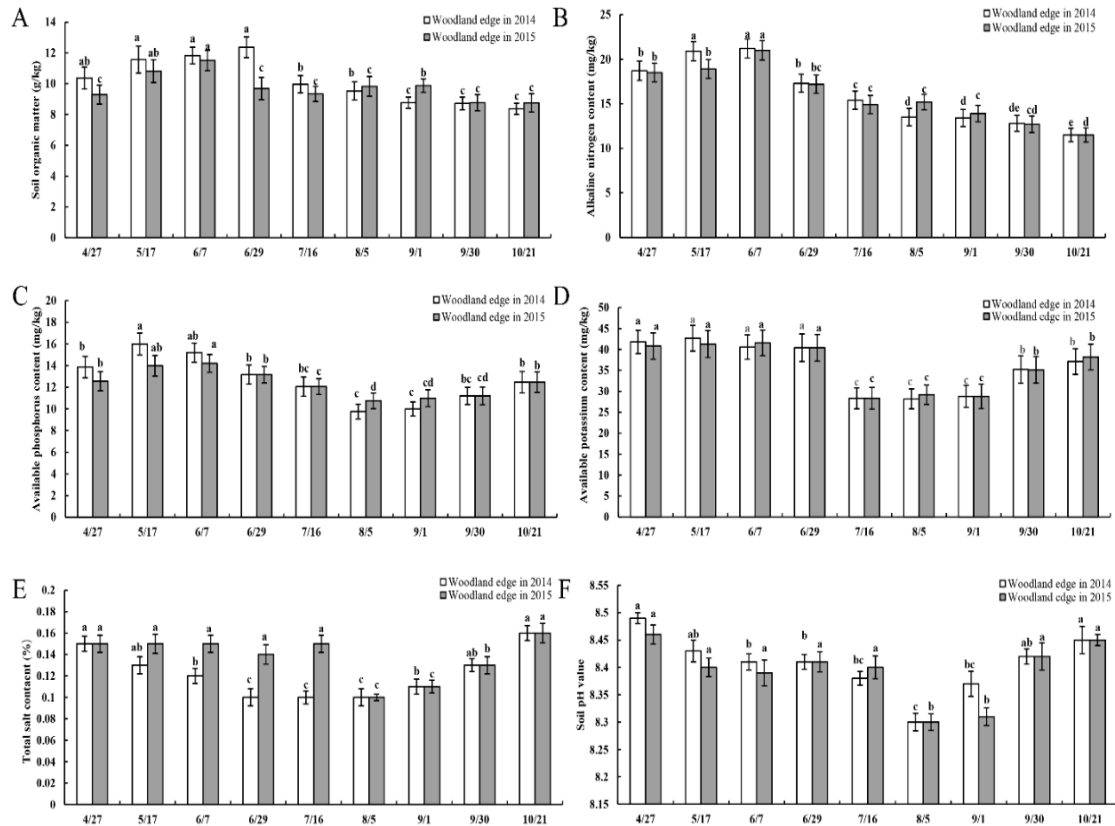 A
Woodland edge in 2014
Woodland edge in 2015
Soil organic matter (g/kg)
14
12
10
8
6
4
2
0
ab c a ab a a a c b c b c c b c c c c
4/27 5/17 6/7 6/29 7/16 8/5 9/1 9/30 10/21
B
Woodland edge in 2014
Woodland edge in 2015
Alkaline nitrogen content (mg/kg)
25
20
15
10
5
0
b b a b a a b bc c c d c d c de cd e d
4/27 5/17 6/7 6/29 7/16 8/5 9/1 9/30 10/21
C
Woodland edge in 2014
Woodland edge in 2015
Available phosphorus content (mg/kg)
20
18
16
14
12
10
8
6
4
2
0
b b a ab ab a b b bc b c d c cd bc cd b b
4/27 5/17 6/7 6/29 7/16 8/5 9/1 9/30 10/21
D
Woodland edge in 2014
Woodland cdgc in 2015
Available potassium content (mg/kg)
50
45
40
35
30
25
20
15
10
5
0
a a a a a a a a c c c c c c b b b b
4/27 5/17 6/7 6/29 7/16 8/5 9/1 9/30 10/21
E
Woodland edge in 2014
Woodland edge in 2015
Total salt contaent (%)
0.2
0.18
0.16
0.14
0.12
0.1
0.08
0.06
0.04
0.02
0
a a ab a b a c a c a c c b c ab b a a
4/27 5/17 6/7 6/29 7/16 8/5 9/1 9/30 10/21
F
Woodland edge in 2014
Woodland cdgc in 2015
Soil pH value
8.55
8.5
8.45
8.4
8.35
8.3
8.25
8.2
8.15
a a ab a b a ab a bc a c b bc b ab a a a
4/27 5/17 6/7 6/29 7/16 8/5 9/1 9/30 10/21